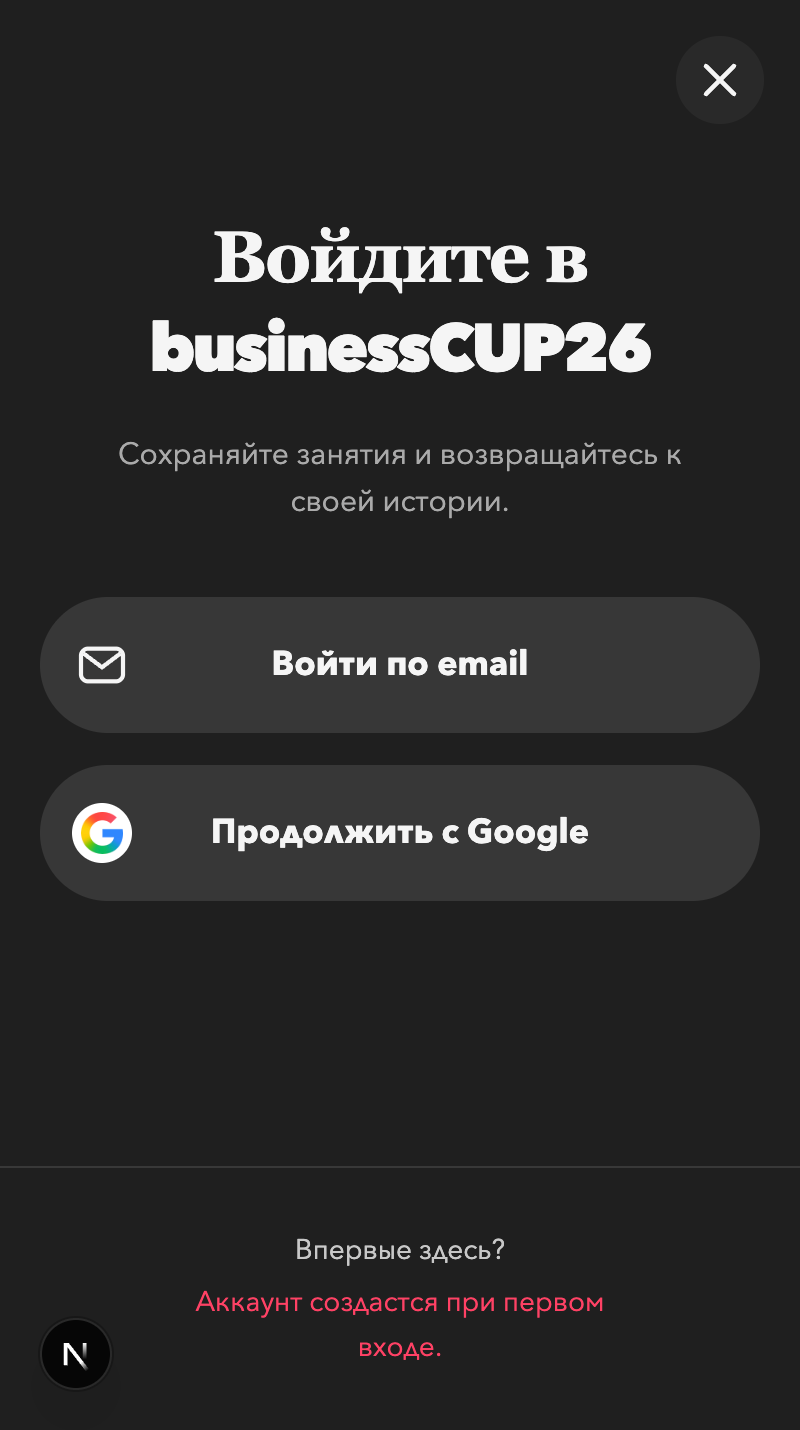 Войдите в
businessCUP26
Сохраняйте занятия и возвращайтесь к
своей истории.
Войти по email
Продолжить с Google
Впервые здесь?
Аккаунт создастся при первом
входе.
N